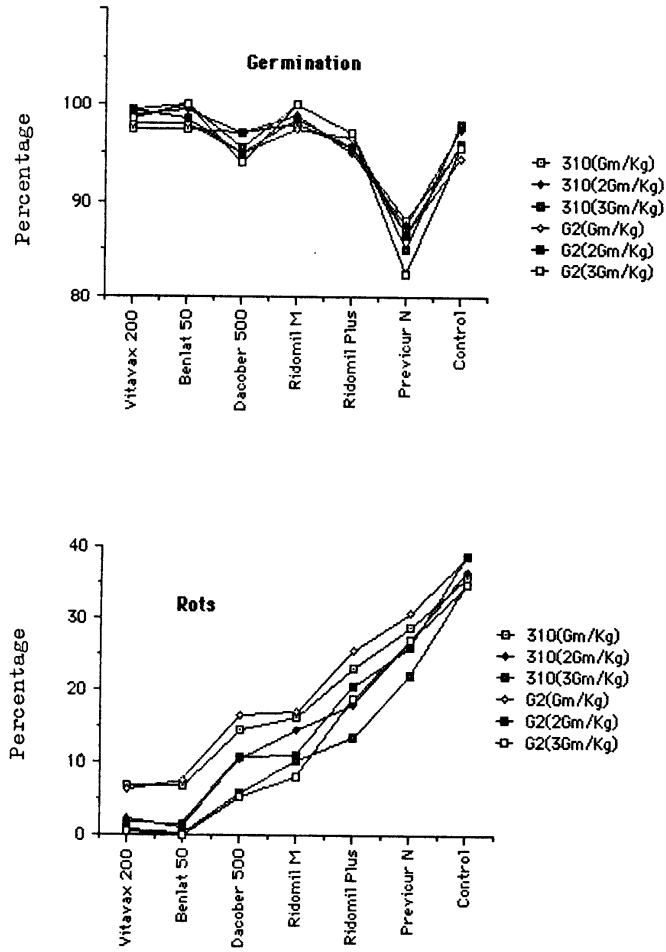 Germination
Percentage
100
90
80
Vitavax 200
Benlat 50
Dacober 500
Ridomil M
Ridomil Plus
Previcur N
Control
310(Gm/Kg)
310(2Gm/Kg)
310(3Gm/Kg)
G2(Gm/Kg)
G2(2Gm/Kg)
G2(3Gm/Kg)
Rots
Percentage
40
30
20
10
0
Vitavax 200
Benlat 50
Dacober 500
Ridomil M
Ridomil Plus
Previcur N
Control
310(Gm/Kg)
310(2Gm/Kg)
310(3Gm/Kg)
G2(Gm/Kg)
G2(2Gm/Kg)
G2(3Gm/Kg)